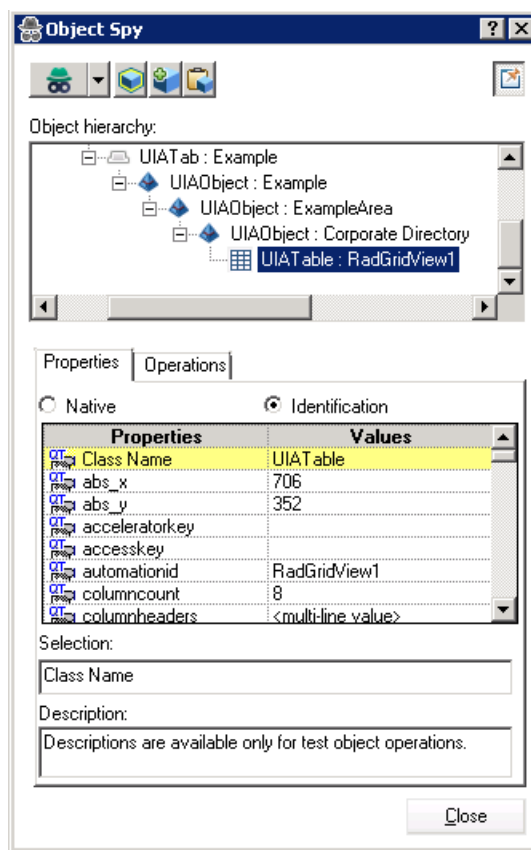 Object Spy
Object hierarchy:
UIATab : Example
UIAObject : Example
UIAObject : ExampleArea
UIAObject : Corporate Directory
UIATable : RadGridView1
Properties Operations
Native Identification
Properties Values
Class Name UIATable
abs_x 706
abs_y 352
acceleratorkey
accesskey
automationid RadGridView1
columncount 8
columnheaders <multi-line value>
Selection:
Class Name
Description:
Descriptions are available only for test object operations.
Close